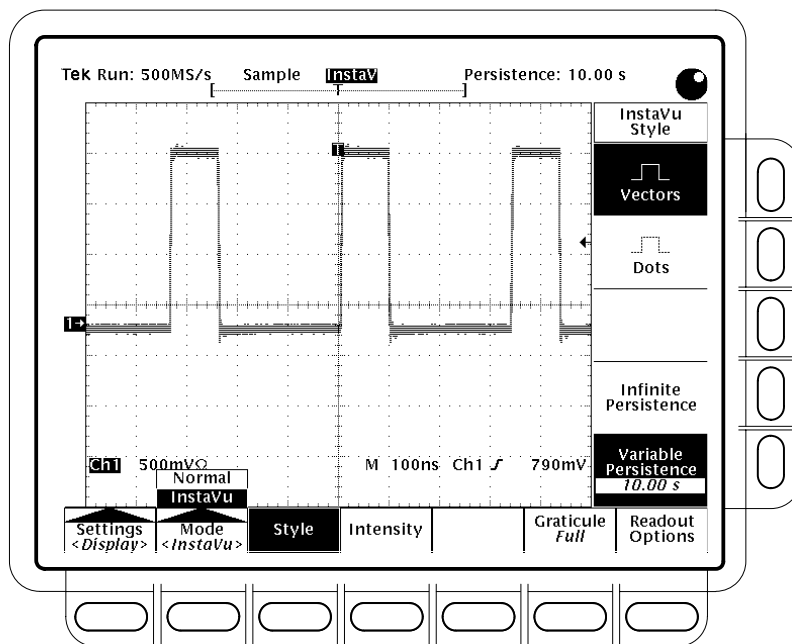 Tek Run: 500MS/s Sample InstaV Persistence: 10.00 s
T
InstaVu
Style
Vectors
Dots
Infinite
Persistence
Variable
Persistence
10.00 s
T
1→
Ch1 500mVΩ M 100ns Ch1 ƒ 790mV
Normal
InstaVu
Settings
<Display>
Mode
<InstaVu>
Style
Intensity
Graticule
Full
Readout
Options